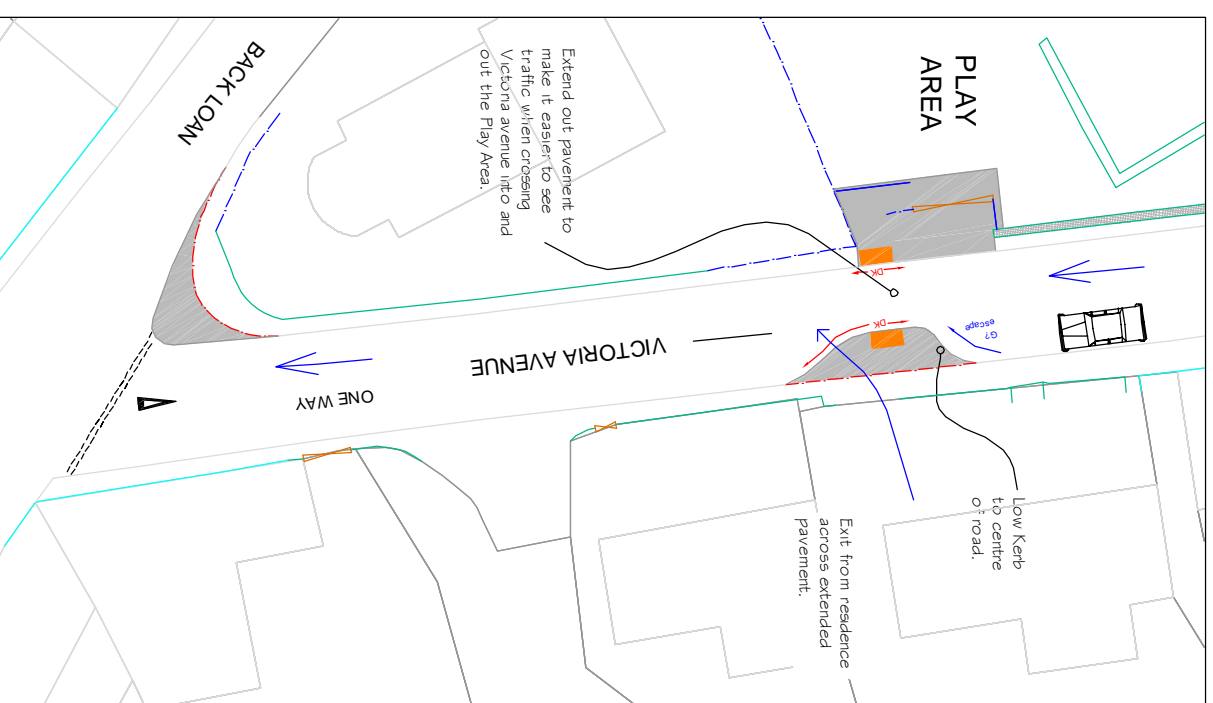 BACK LOAN
Extend out pavement to
make it easier to see
traffic when crossing
Victoria avenue into and
out the Play Area.
PLAY
AREA
DK
DK
G?
escape
VICTORIA AVENUE
ONE WAY
Low Kerb
to centre
of road.
Exit from residence
across extended
pavement.